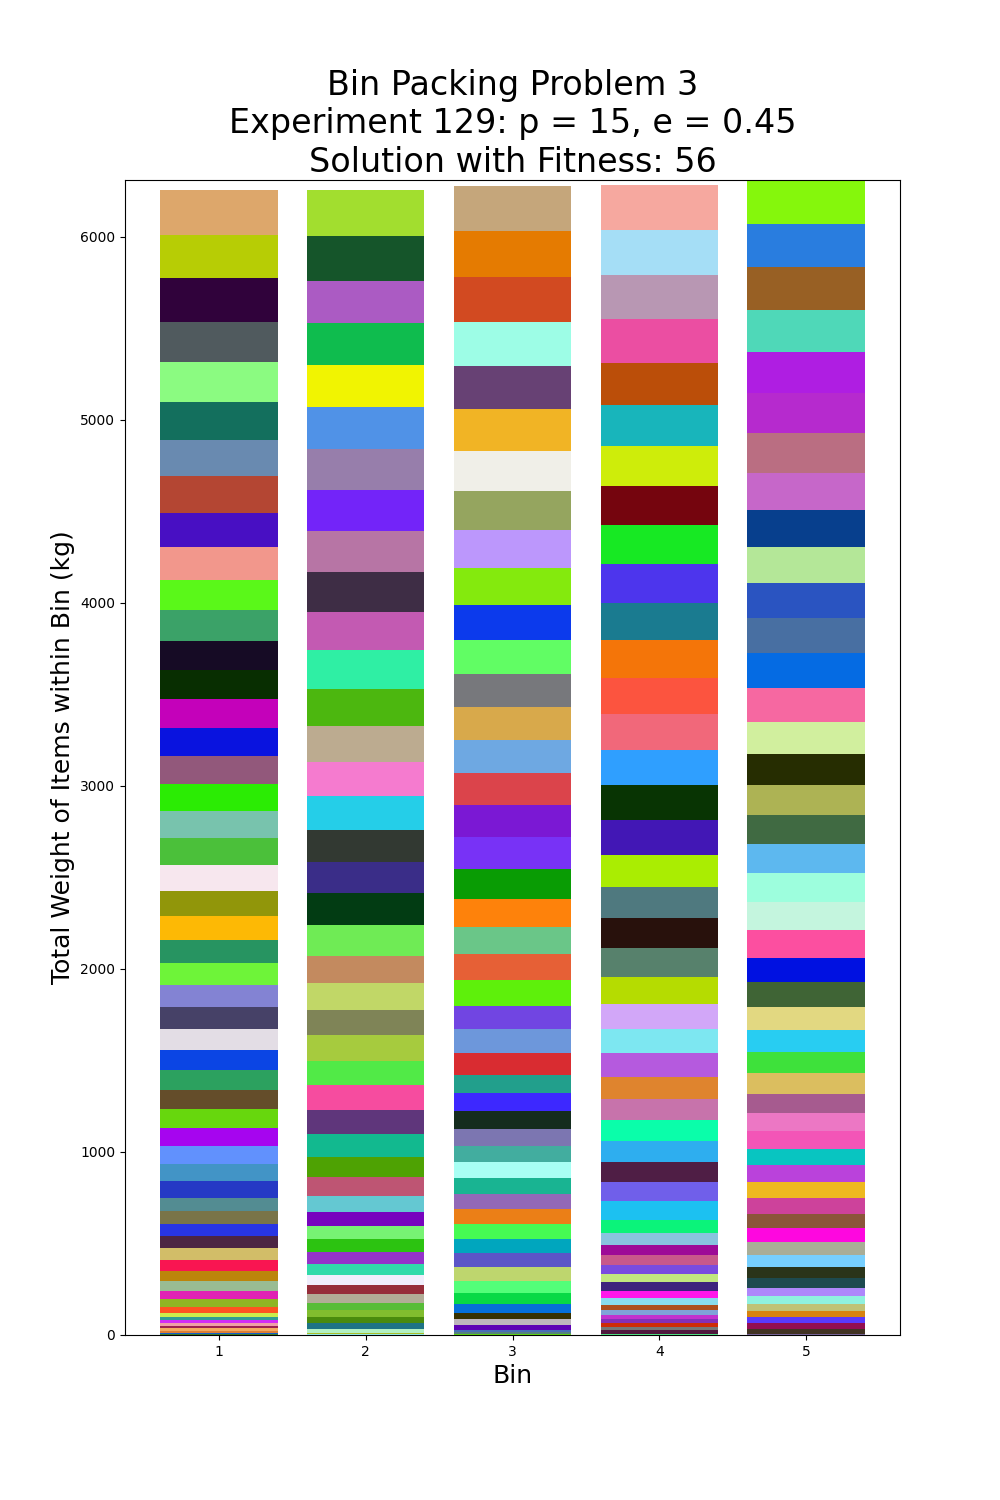 Bin Packing Problem 3
Experiment 129: p = 15, e = 0.45
Solution with Fitness: 56
Total Weight of Items within Bin (kg)
6000
5000
4000
3000
2000
1000
0
1 2 3 4 5
Bin